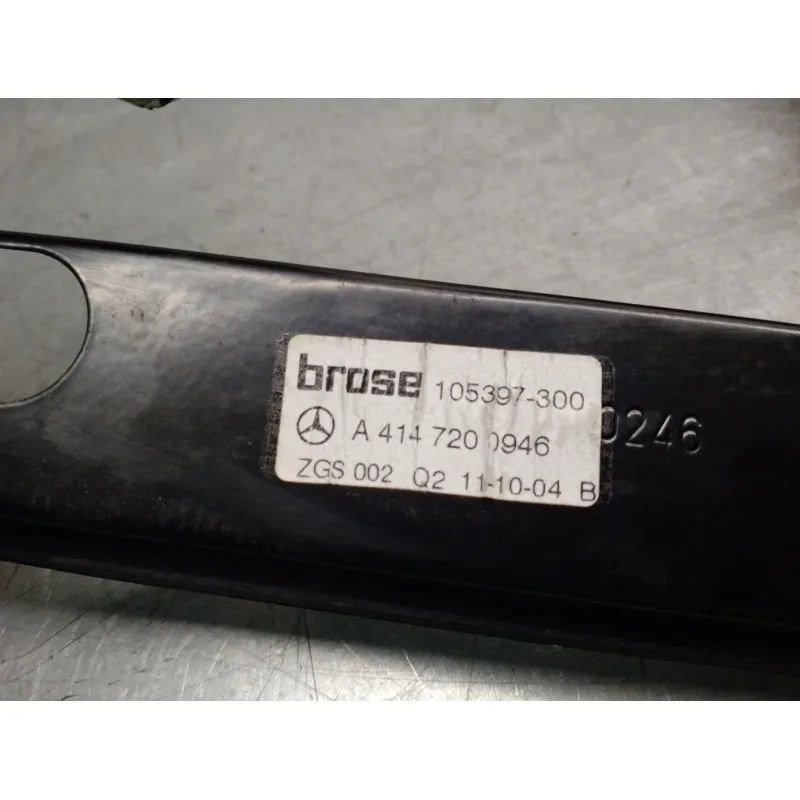 brose 105397-300
A 414 720 0946
ZGS 002 Q2 11-10-04 B
0246